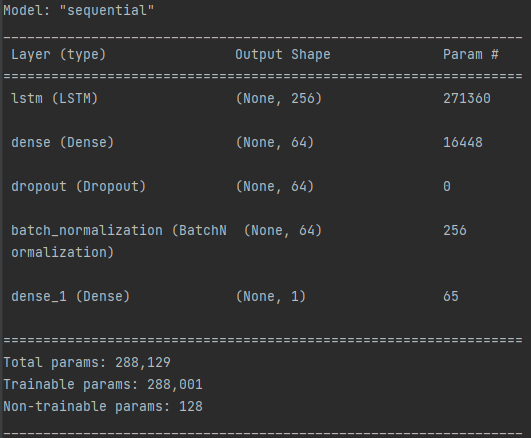 Model: "sequential"
_________________________________________________________________
Layer (type)                Output Shape              Param #
=================================================================
lstm (LSTM)                 (None, 256)               271360
dense (Dense)               (None, 64)                16448
dropout (Dropout)           (None, 64)                0
batch_normalization (BatchN  (None, 64)               256
ormalization)
dense_1 (Dense)             (None, 1)                 65
=================================================================
Total params: 288,129
Trainable params: 288,001
Non-trainable params: 128
_________________________________________________________________